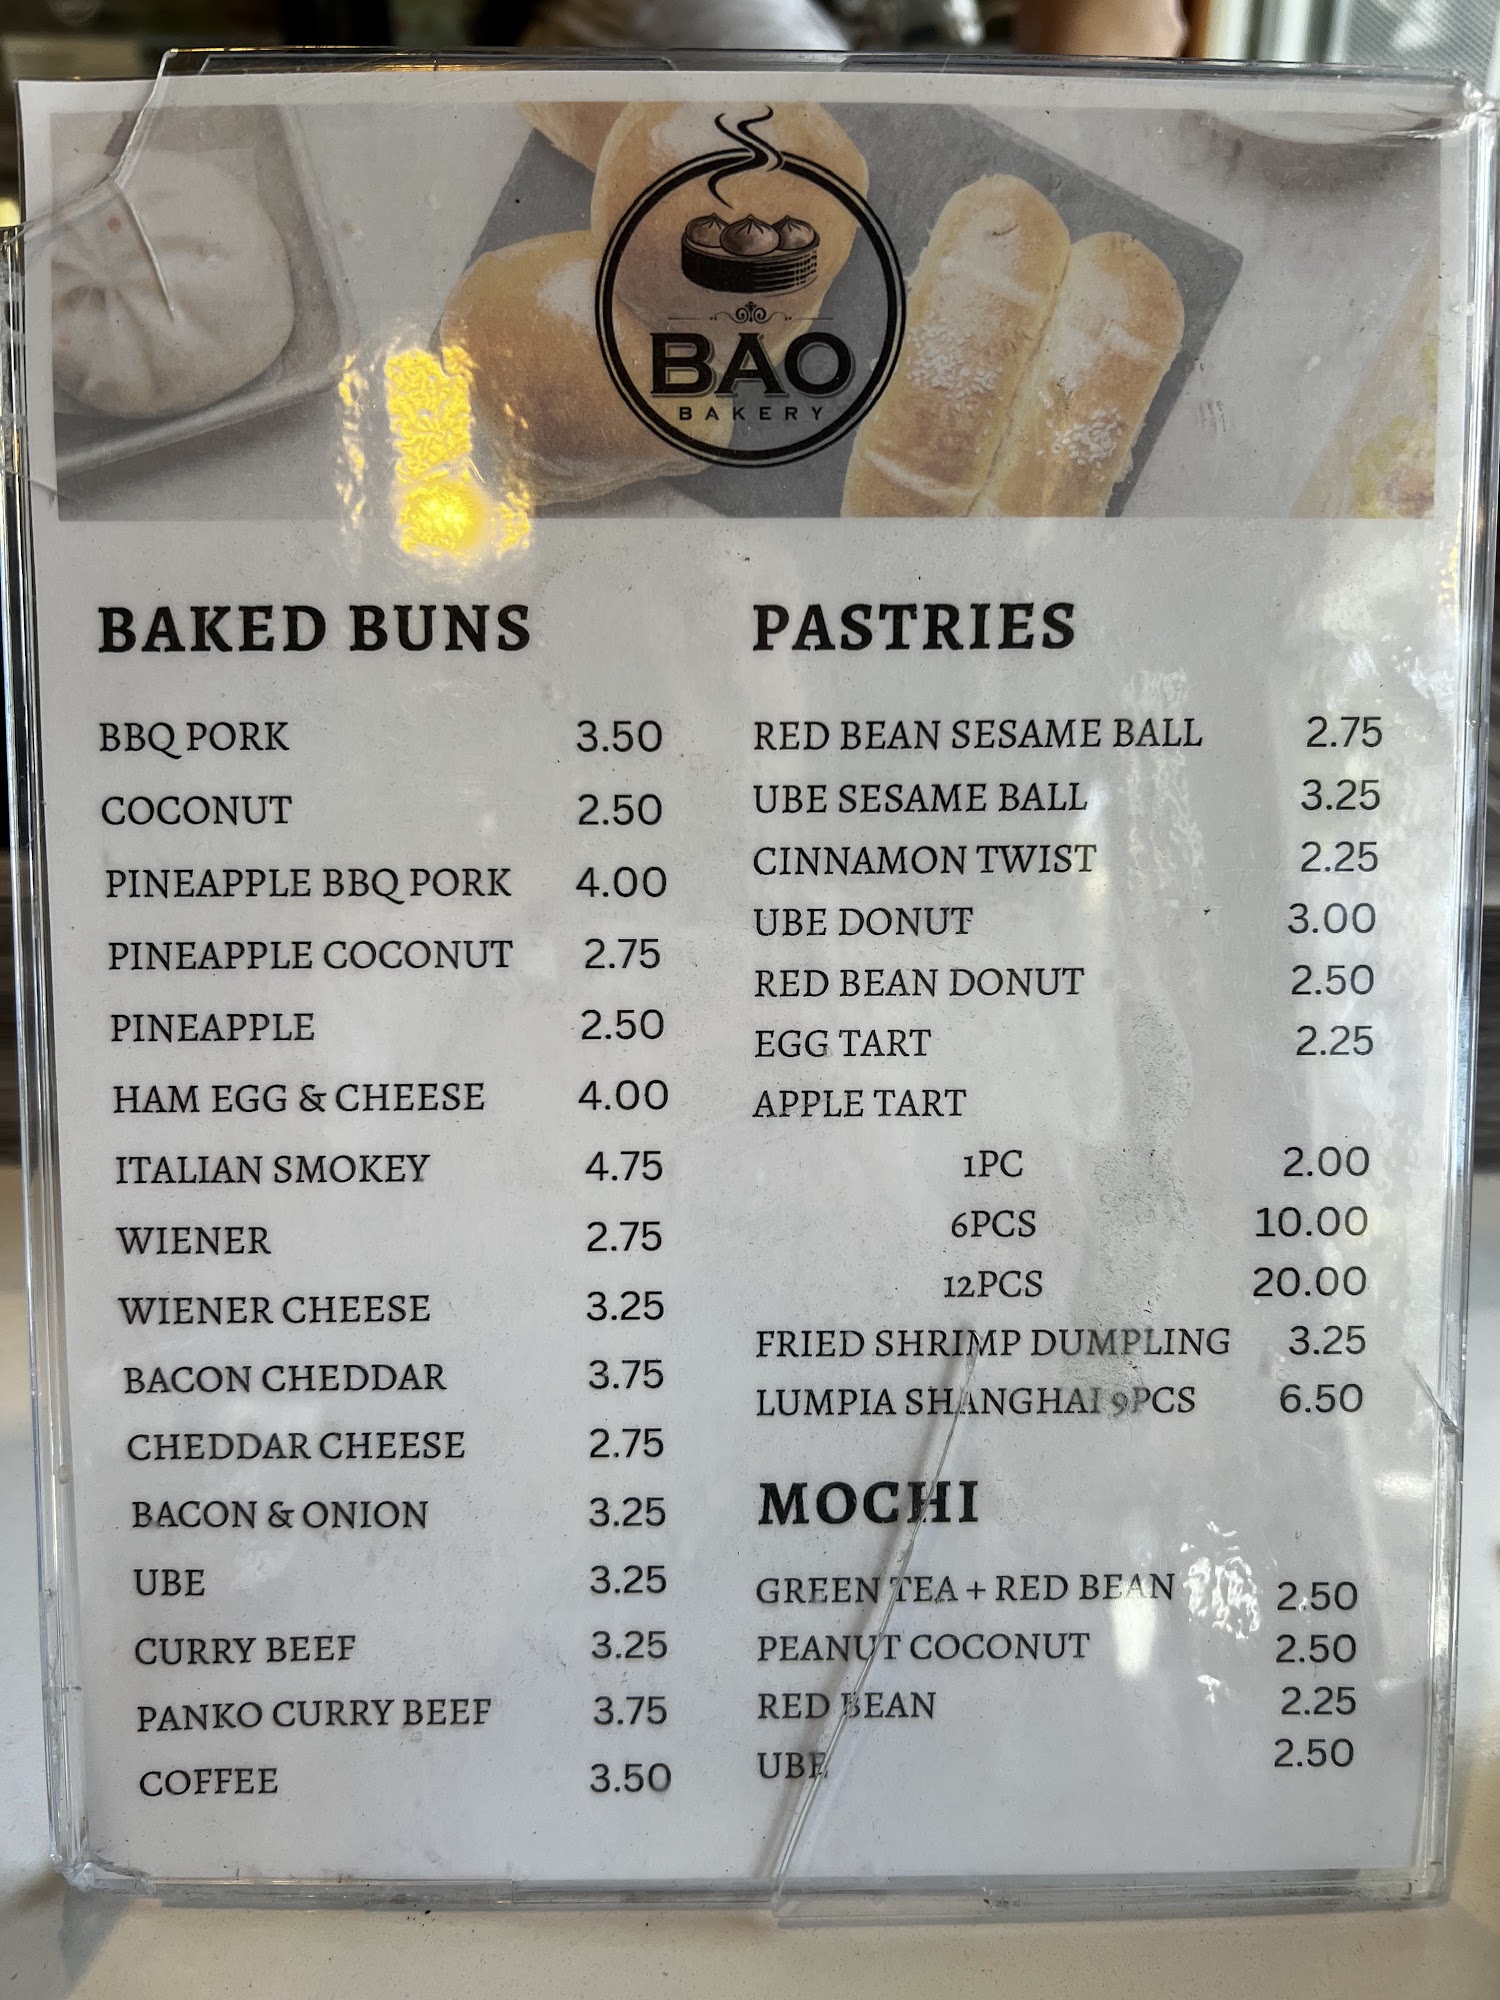 BAO
BAKERY
BAKED BUNS
BBQ PORK 3.50
COCONUT 2.50
PINEAPPLE BBQ PORK 4.00
PINEAPPLE COCONUT 2.75
PINEAPPLE 2.50
HAM EGG & CHEESE 4.00
ITALIAN SMOKEY 4.75
WIENER 2.75
WIENER CHEESE 3.25
BACON CHEDDAR 3.75
CHEDDAR CHEESE 2.75
BACON & ONION 3.25
UBE 3.25
CURRY BEEF 3.25
PANKO CURRY BEEF 3.75
COFFEE 3.50
PASTRIES
RED BEAN SESAME BALL 2.75
UBE SESAME BALL 3.25
CINNAMON TWIST 2.25
UBE DONUT 3.00
RED BEAN DONUT 2.50
EGG TART 2.25
APPLE TART
1PC 2.00
6PCS 10.00
12PCS 20.00
FRIED SHRIMP DUMPLING 3.25
LUMPIA SHANGHAI 9PCS 6.50
MOCHI
GREEN TEA + RED BEAN 2.50
PEANUT COCONUT 2.50
RED BEAN 2.25
UBE 2.50